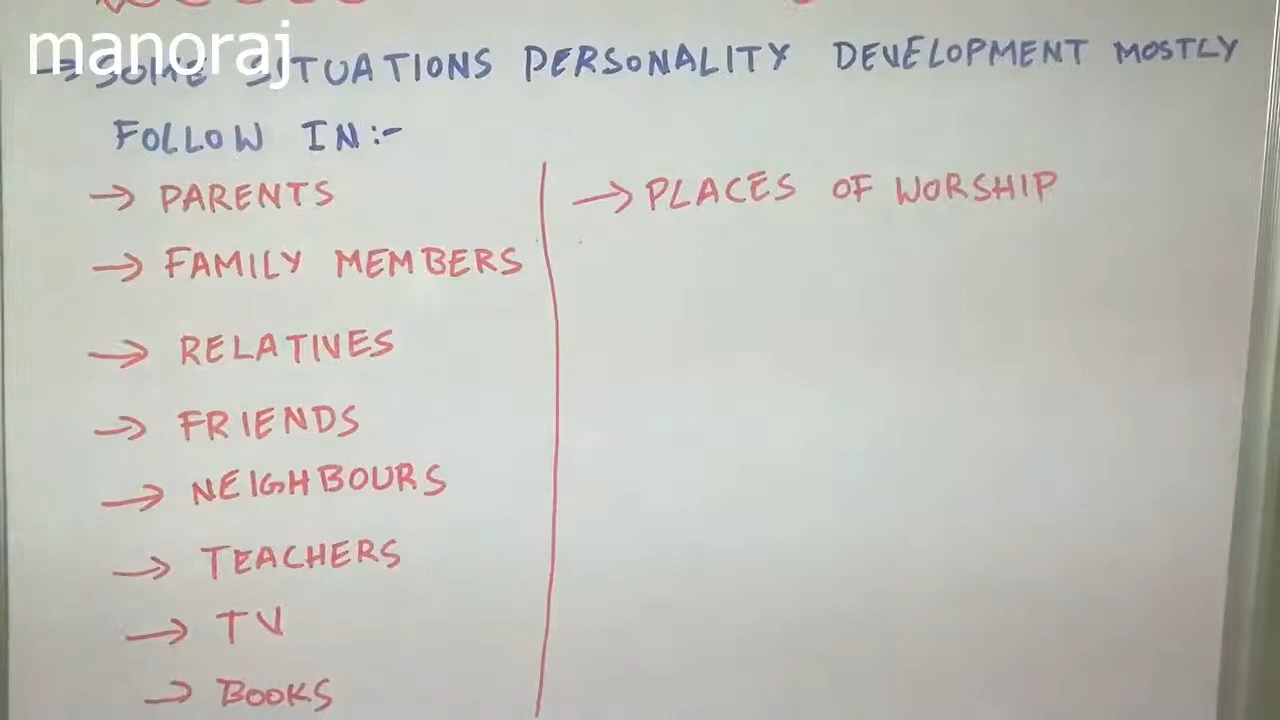 manoraj
→ SOME SITUATIONS PERSONALITY DEVELOPMENT MOSTLY
FOLLOW IN:-
→ PARENTS
→ FAMILY MEMBERS
→ RELATIVES
→ FRIENDS
→ NEIGHBOURS
→ TEACHERS
→ TV
→ BOOKS
→ PLACES OF WORSHIP